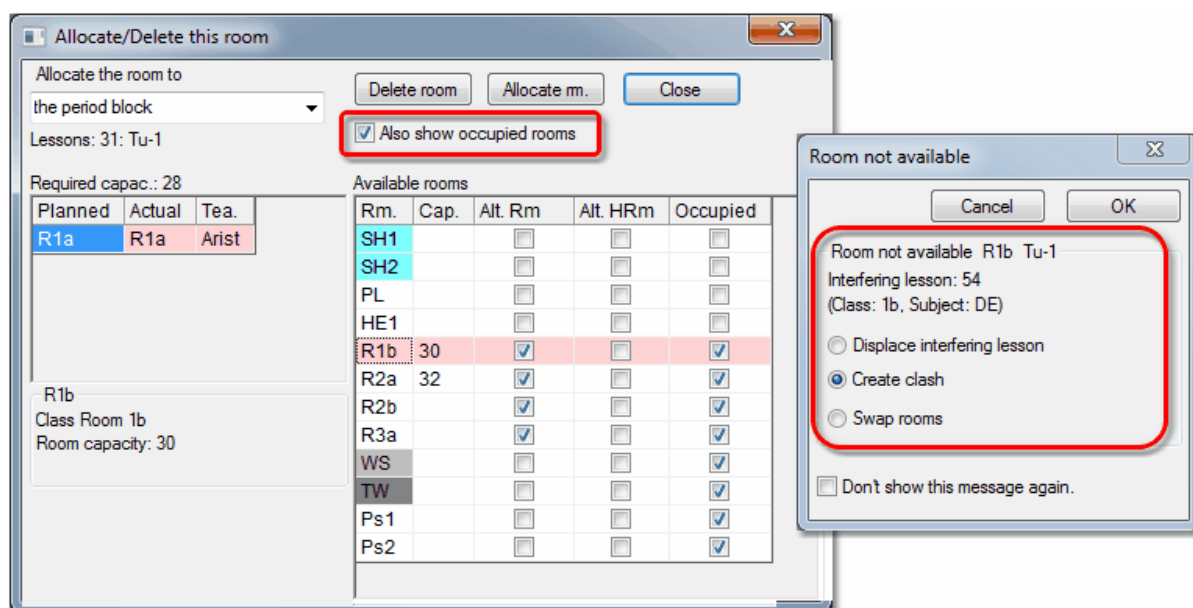 Allocate/Delete this room
Allocate the room to
the period block
Lessons: 31: Tu-1
Delete room Allocate rm. Close
Also show occupied rooms
Required capac.: 28
Planned Actual Tea.
R1a R1a Arist
R1b
Class Room 1b
Room capacity: 30
Available rooms
Rm. Cap. Alt. Rm Alt. HRm Occupied
SH1
SH2
PL
HE1
R1b 30
R2a 32
R2b
R3a
WS
TW
Ps1
Ps2
Room not available
Cancel OK
Room not available R1b Tu-1
Interfering lesson: 54
(Class: 1b, Subject: DE)
Displace interfering lesson
Create clash
Swap rooms
Don't show this message again.